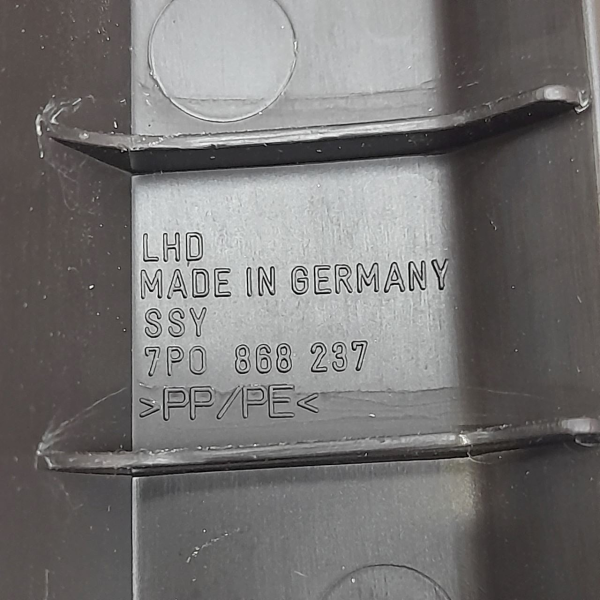 LHD
MADE IN GERMANY
SSY
7P0 868 237
>PP/PE<